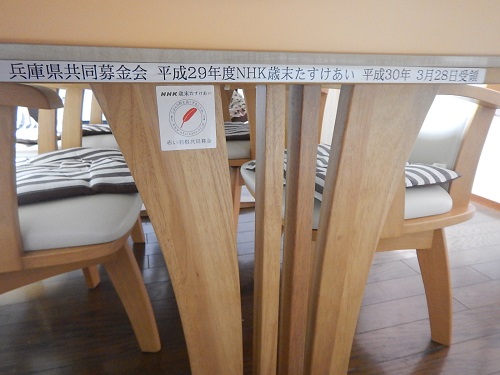 兵庫県共同募金会 平成29年度NHK歳末たすけあい 平成30年 3月28日受領
NHK歳末たすけあい
赤い羽根共同募金